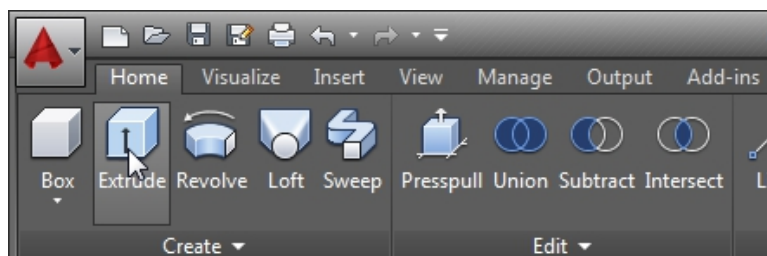 Home Visualize Insert View Manage Output Add-ins
Box Extrude Revolve Loft Sweep Presspull Union Subtract Intersect
Create Edit